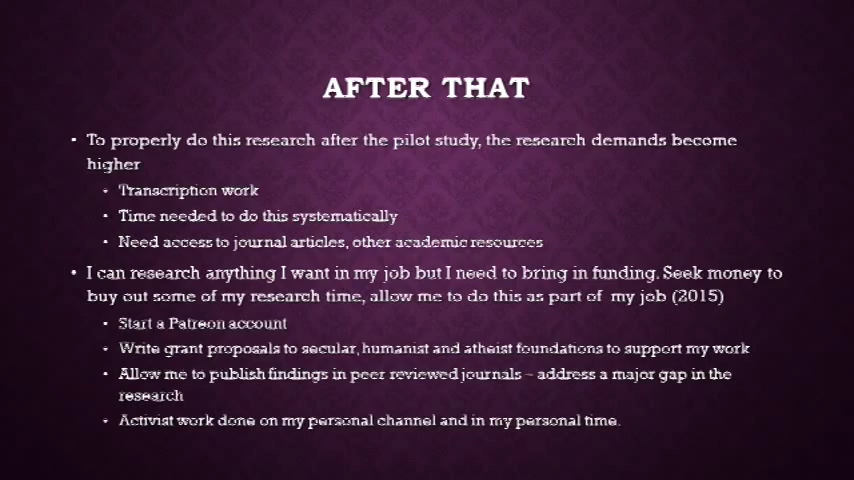 AFTER THAT
• To properly do this research after the pilot study, the research demands become
higher
• Transcription work
• Time needed to do this systematically
• Need access to journal articles, other academic resources
• I can research anything I want in my job but I need to bring in funding. Seek money to
buy out some of my research time, allow me to do this as part of my job (2015)
• Start a Patreon account
• Write grant proposals to secular, humanist and atheist foundations to support my work
• Allow me to publish findings in peer reviewed journals – address a major gap in the
research
• Activist work done on my personal channel and in my personal time.